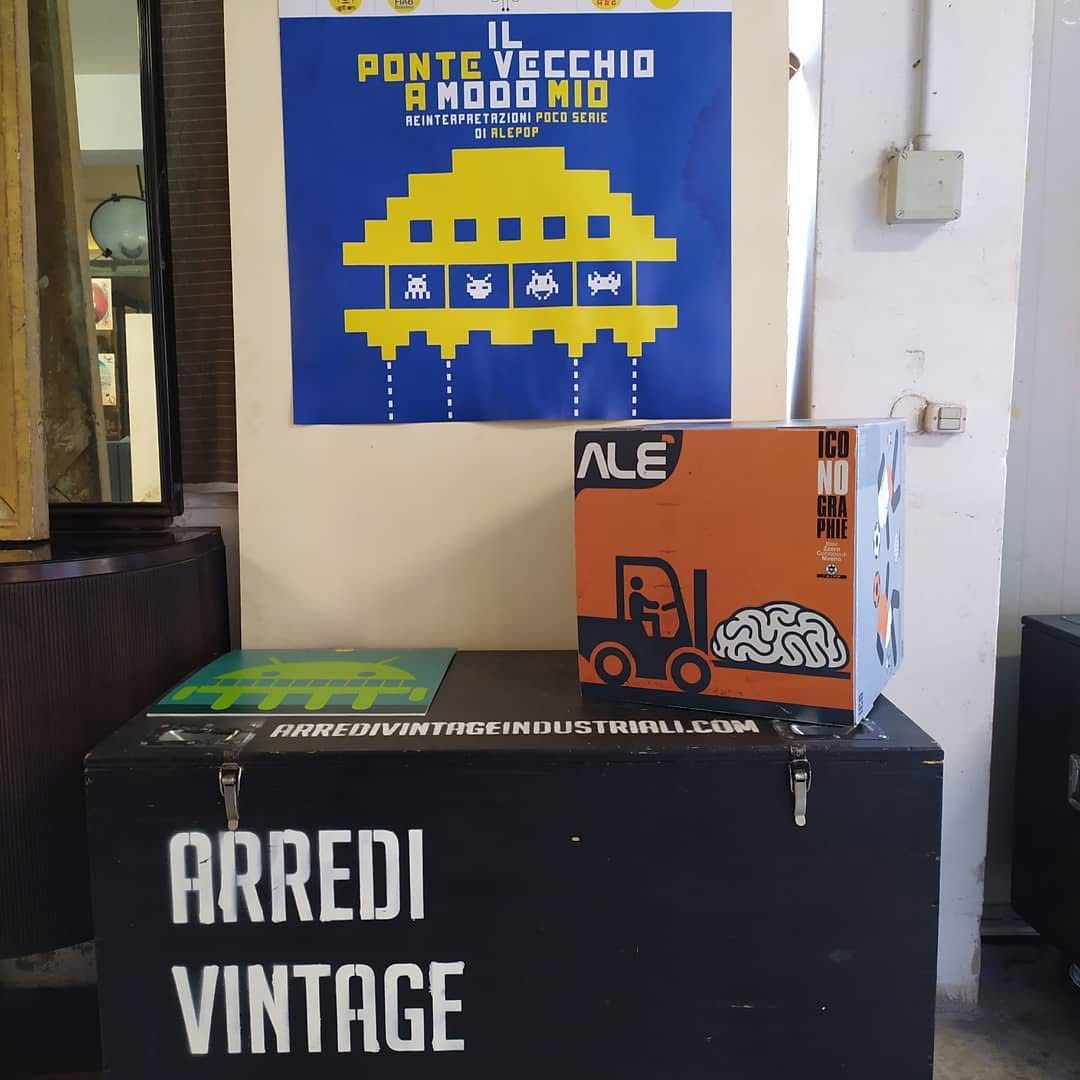 FIAB
IL
PONTE VECCHIO
A MODO MIO
REINTERPRETAZIONI POCO SERIE
DI ALEPOP
ALÈ
ICO
NO
GRA
PHIE
ARREDIVINTAGEINDUSTRIALI.COM
ARREDI
VINTAGE